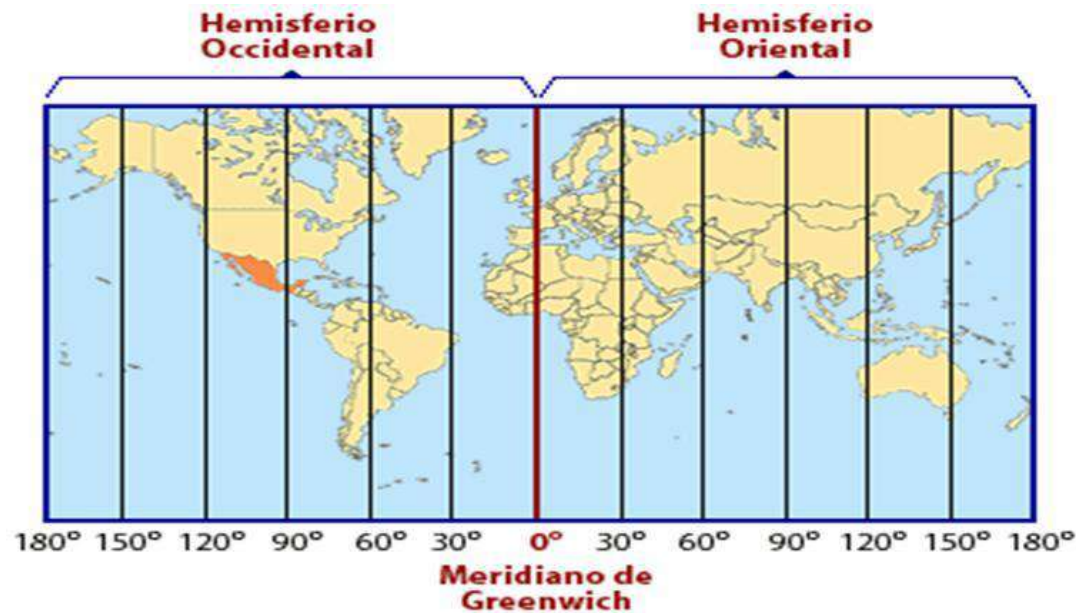 Hemisferio
Occidental
Hemisferio
Oriental
180° 150° 120° 90° 60° 30° 0° 30° 60° 90° 120° 150° 180°
Meridiano de
Greenwich